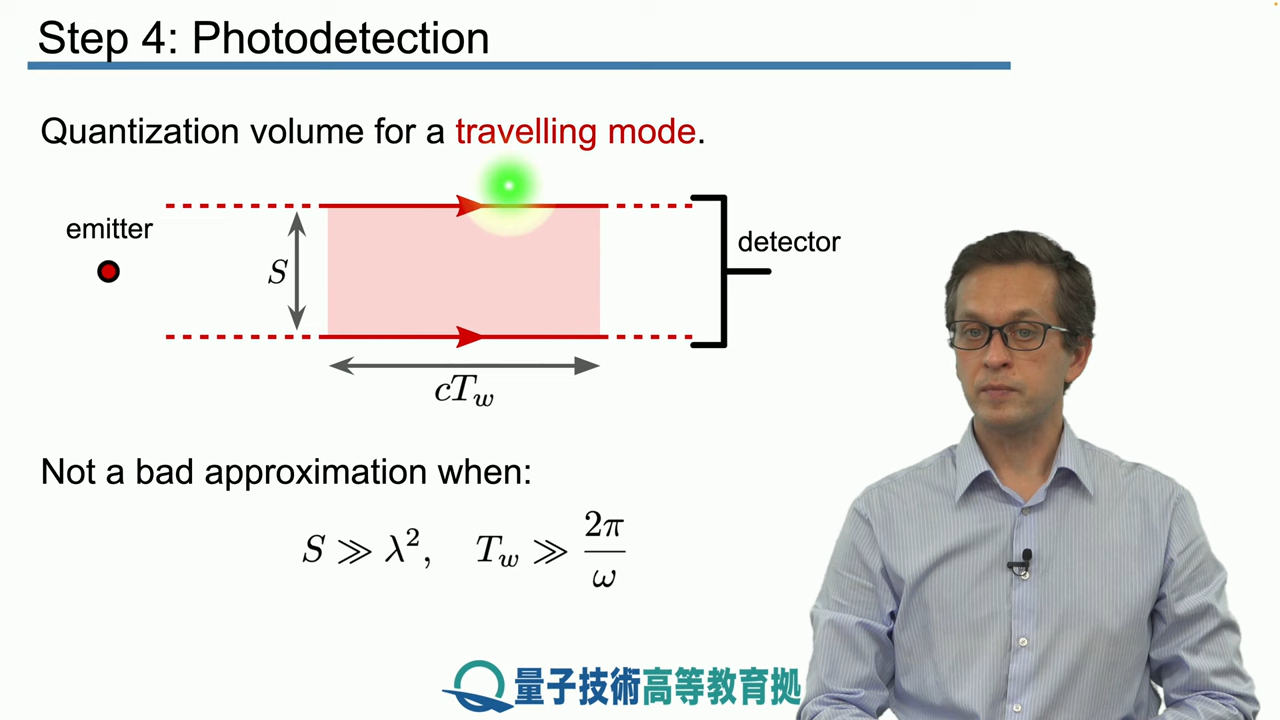 Step 4: Photodetection
Quantization volume for a travelling mode.
emitter
S
detector
cT_w
Not a bad approximation when:
S ≫ λ², T_w ≫ 2π/ω
量子技術高等教育拠